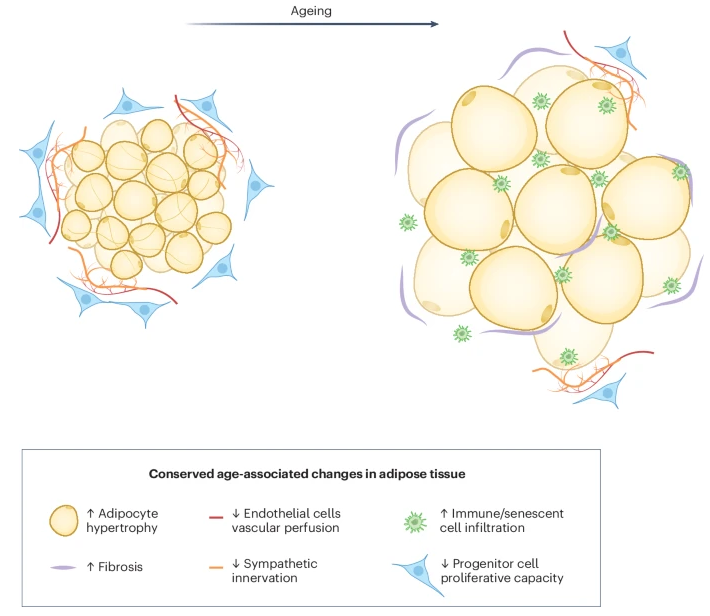 Ageing
Conserved age-associated changes in adipose tissue
↑ Adipocyte
hypertrophy
↓ Endothelial cells
vascular perfusion
↑ Immune/senescent
cell infiltration
↑ Fibrosis
↓ Sympathetic
innervation
↓ Progenitor cell
proliferative capacity